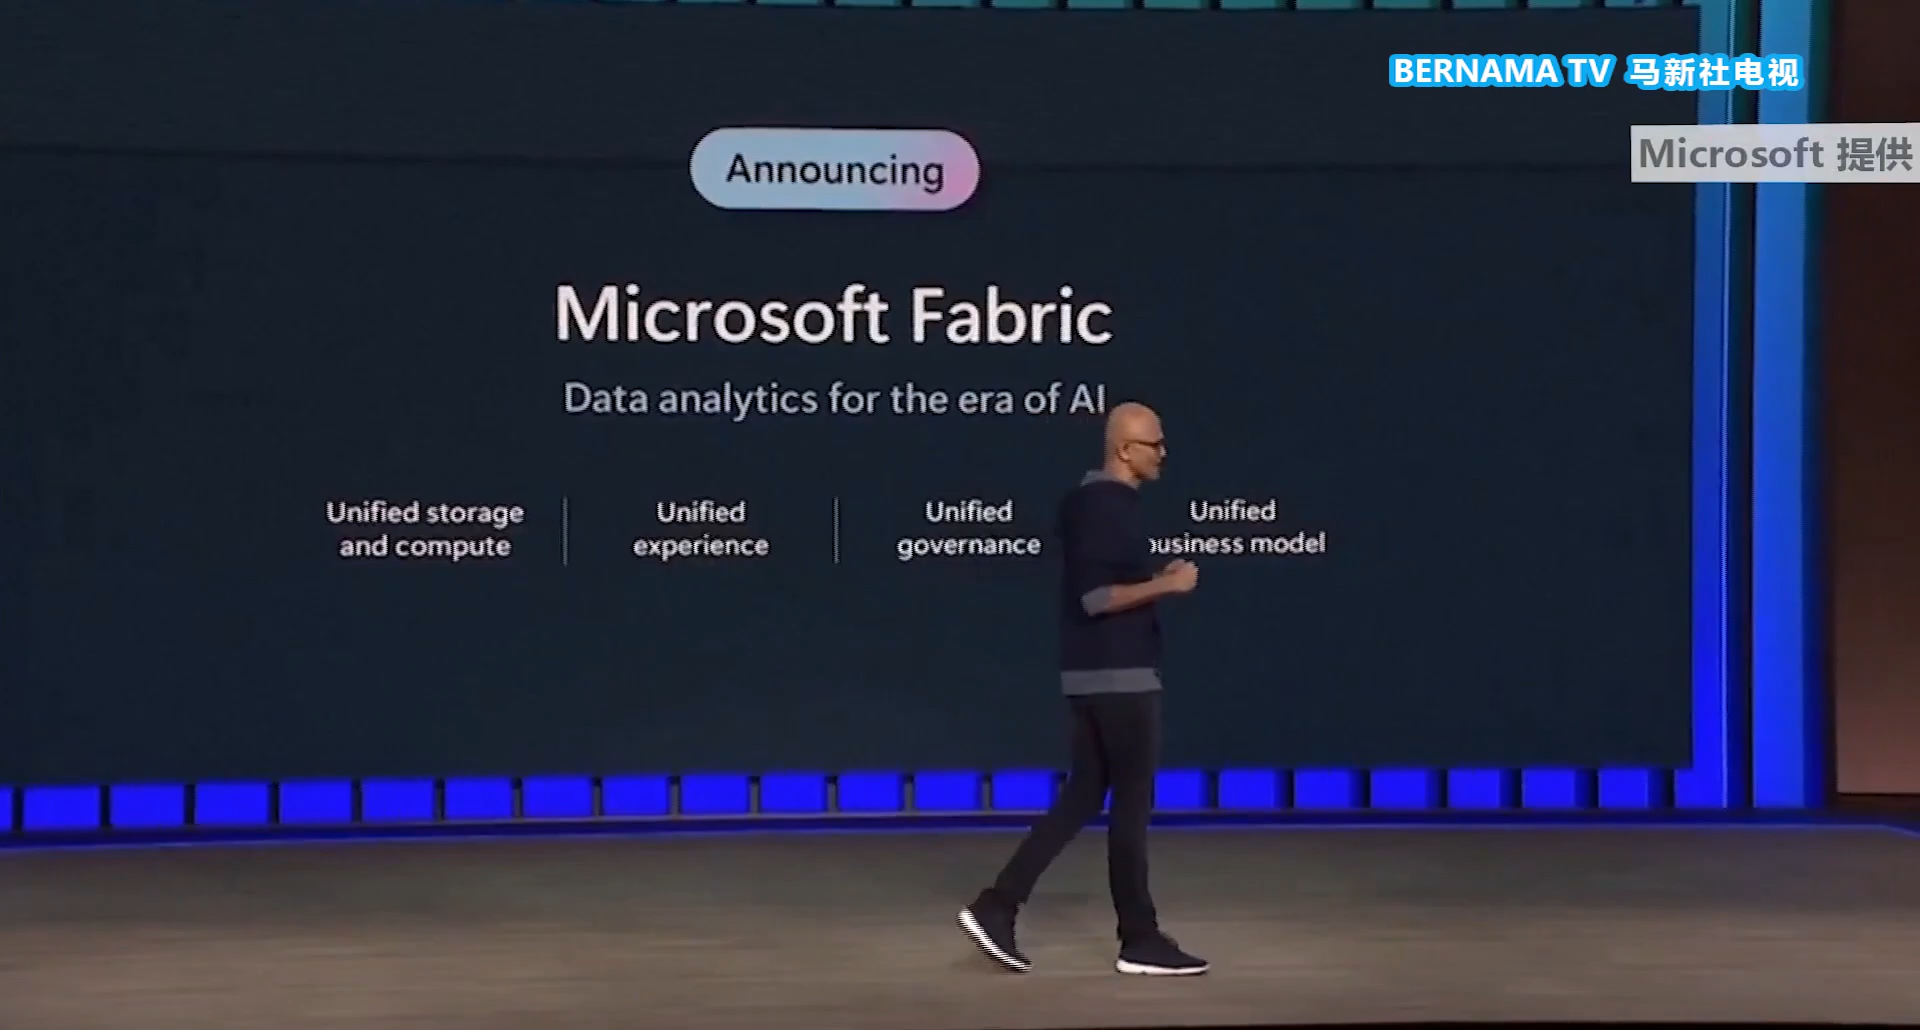 BERNAMA TV 马新社电视
Microsoft 提供
Announcing
Microsoft Fabric
Data analytics for the era of AI
Unified storage
and compute
Unified
experience
Unified
governance
Unified
business model